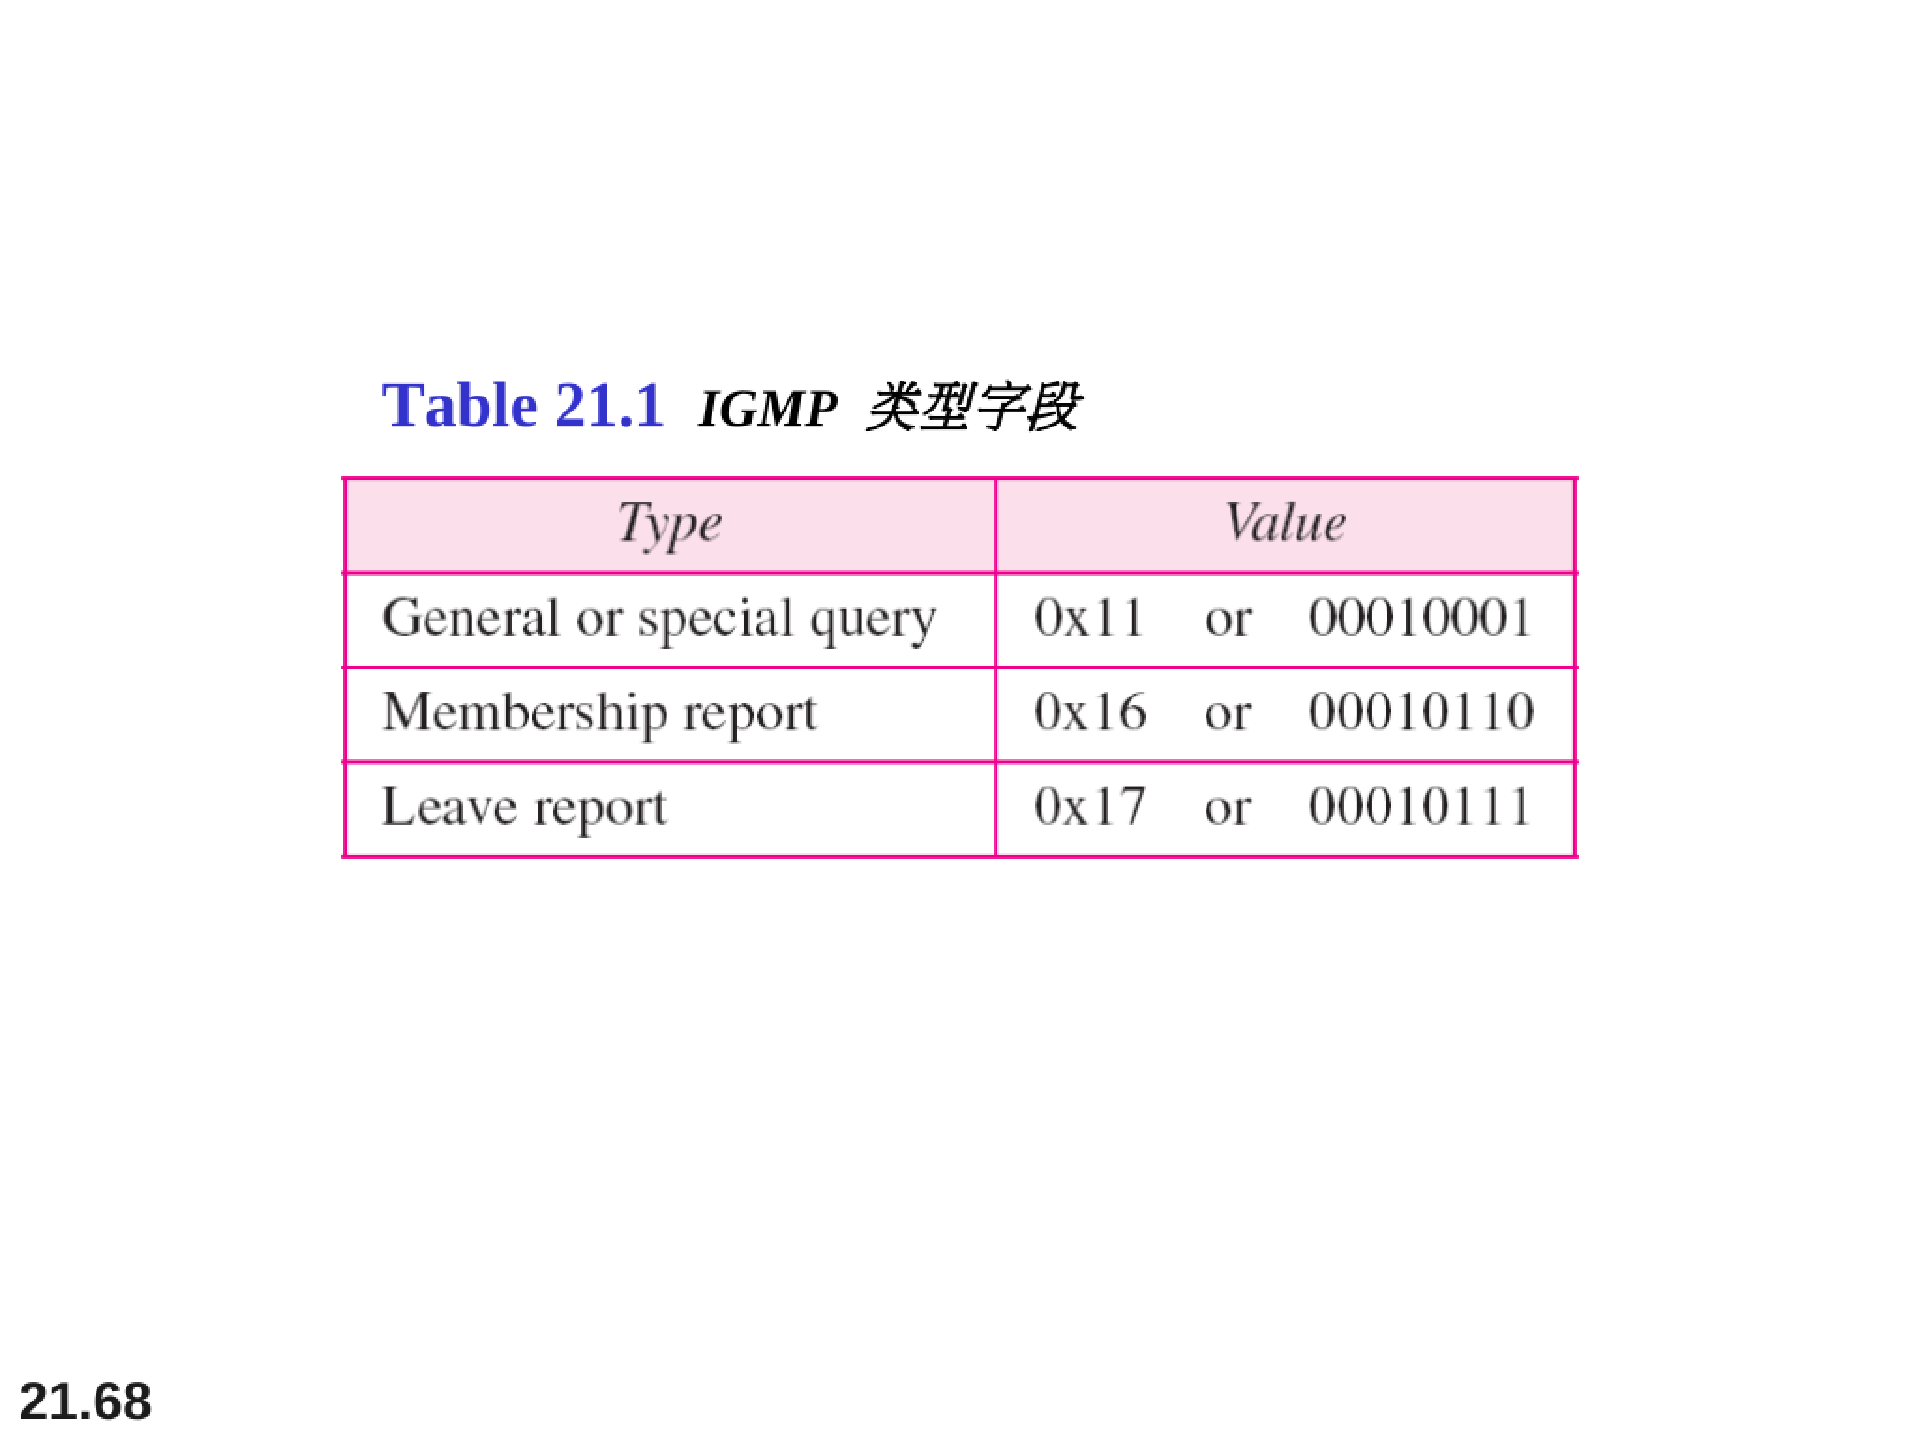 Table 21.1 IGMP 类型字段
Type Value
General or special query 0x11 or 00010001
Membership report 0x16 or 00010110
Leave report 0x17 or 00010111
21.68